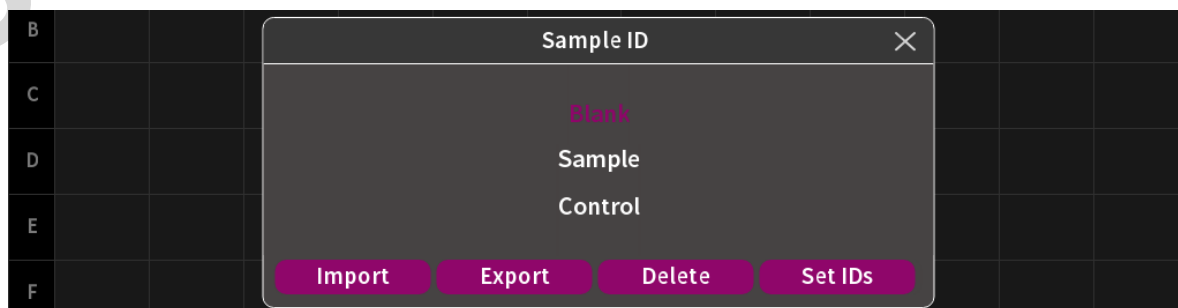 B
Sample ID
C
Blank
D
Sample
Control
E
Import Export Delete Set IDs
F